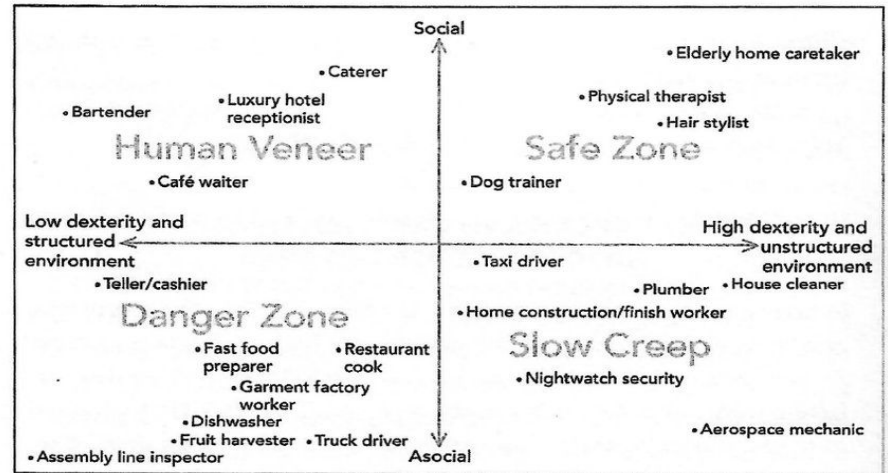 Social
• Elderly home caretaker
• Caterer
• Physical therapist
• Luxury hotel
receptionist
• Bartender
• Hair stylist
Human Veneer
Safe Zone
• Café waiter
• Dog trainer
Low dexterity and
structured
environment
High dexterity and
unstructured
environment
• Taxi driver
• Teller/cashier
• Plumber
• House cleaner
• Home construction/finish worker
Danger Zone
Slow Creep
• Fast food
preparer
• Restaurant
cook
• Nightwatch security
• Garment factory
worker
• Dishwasher
• Fruit harvester
• Truck driver
• Aerospace mechanic
• Assembly line inspector
Asocial